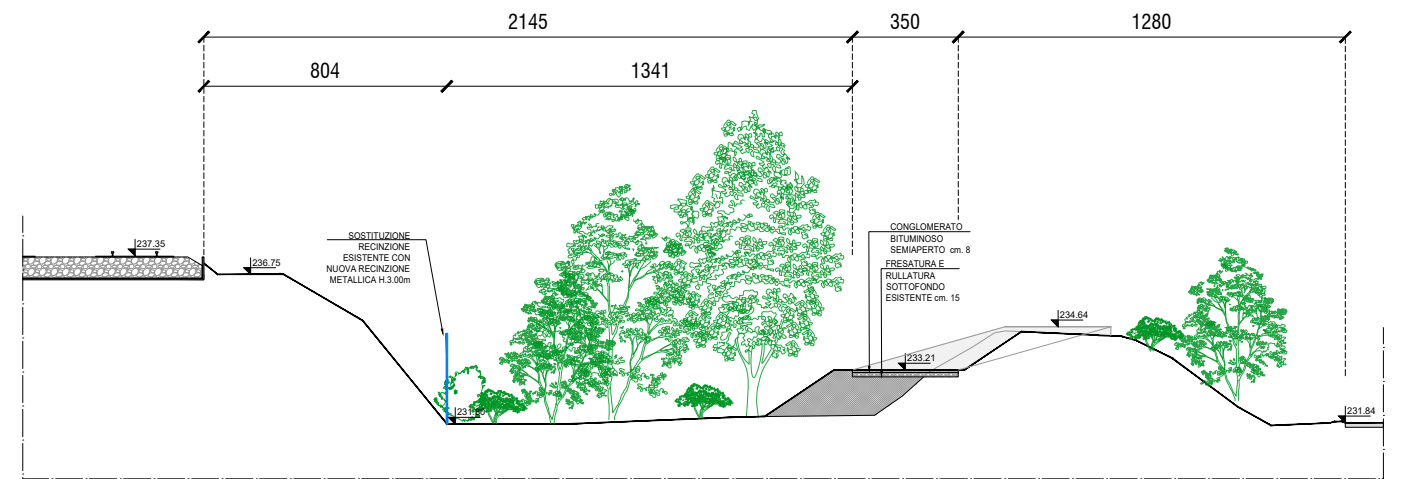 2145
350
1280
804
1341
SOSTITUZIONE
RECINZIONE
ESISTENTE CON
NUOVA RECINZIONE
METALLICA H.3.00m
CONGLOMERATO
BITUMINOSO
SEMIAPERTO cm. 8
FRESATURA E
RULLATURA
SOTTOFONDO
ESISTENTE cm. 15
237.35
236.75
234.64
233.21
231.84